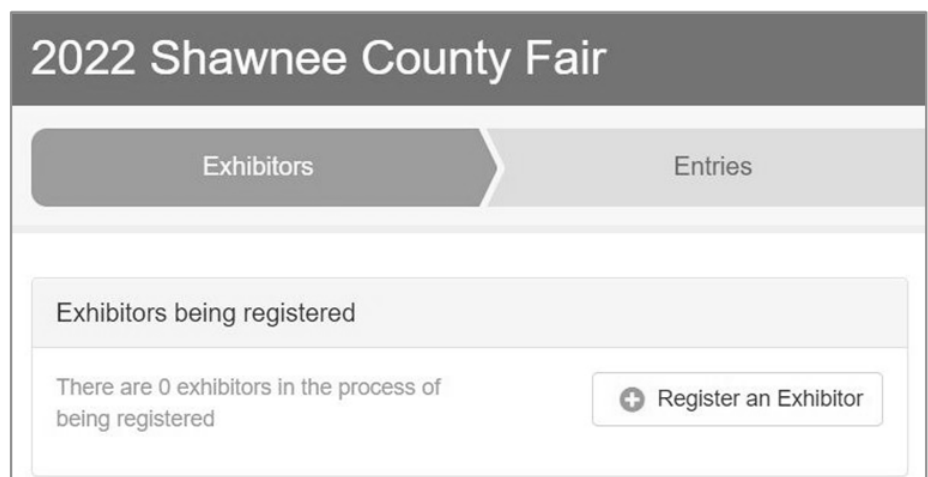 2022 Shawnee County Fair
Exhibitors
Entries
Exhibitors being registered
There are 0 exhibitors in the process of
being registered
Register an Exhibitor